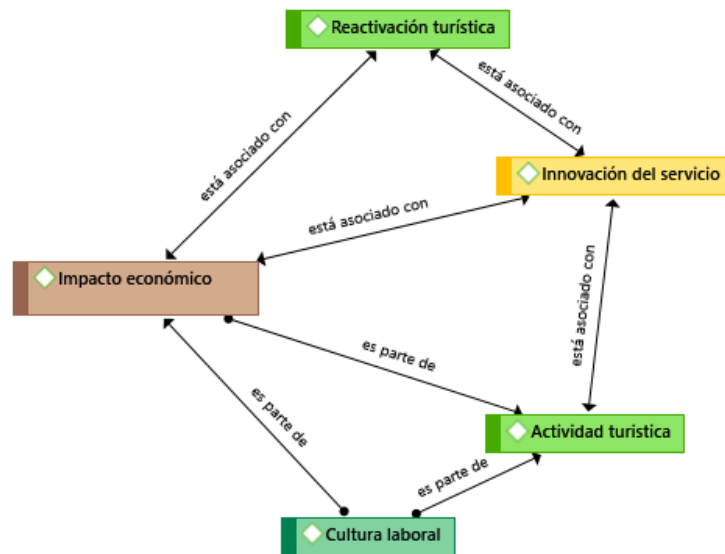 Reactivación turística
está asociado con
está asociado con
Innovación del servicio
está asociado con
Impacto económico
está asociado con
es parte de
es parte de
Actividad turistica
es parte de
Cultura laboral